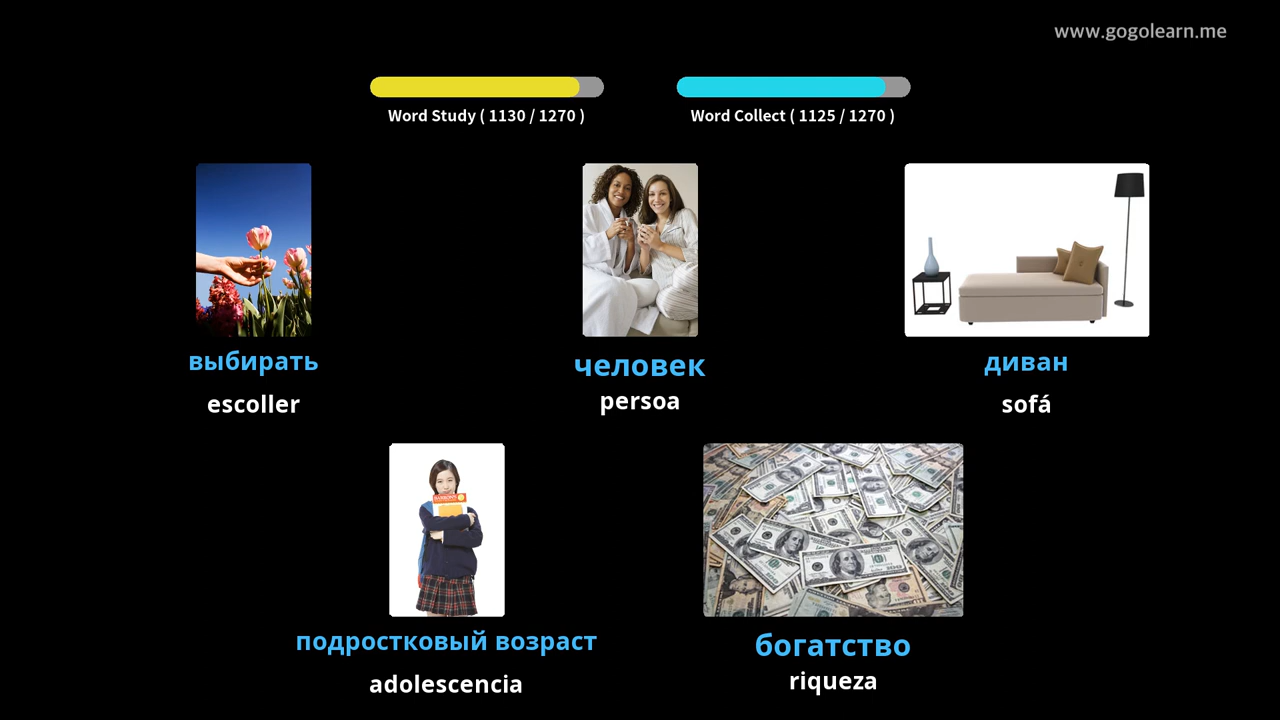 www.gogolearn.me
Word Study ( 1130 / 1270 )
Word Collect ( 1125 / 1270 )
выбирать
человек
диван
escoller
persoa
sofá
подростковый возраст
богатство
adolescencia
riqueza